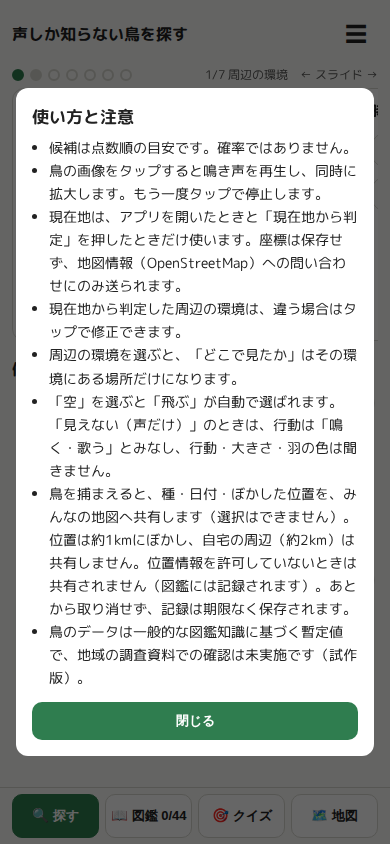 声しか知らない鳥を探す
1/7 周辺の環境 ← スライド →
使い方と注意
• 候補は点数順の目安です。確率ではありません。
• 鳥の画像をタップすると鳴き声を再生し、同時に
拡大します。もう一度タップで停止します。
• 現在地は、アプリを開いたときと「現在地から判
定」を押したときだけ使います。座標は保存せ
ず、地図情報（OpenStreetMap）への問い合わ
せにのみ送られます。
• 現在地から判定した周辺の環境は、違う場合はタ
ップで修正できます。
• 周辺の環境を選ぶと、「どこで見たか」はその環
境にある場所だけになります。
• 「空」を選ぶと「飛ぶ」が自動で選ばれます。
「見えない（声だけ）」のときは、行動は「鳴
く・歌う」とみなし、行動・大きさ・羽の色は聞
きません。
• 鳥を捕まえると、種・日付・ぼかした位置を、み
んなの地図へ共有します（選択はできません）。
位置は約1kmにぼかし、自宅の周辺（約2km）は
共有しません。位置情報を許可していないときは
共有されません（図鑑には記録されます）。あと
から取り消せず、記録は期限なく保存されます。
• 鳥のデータは一般的な図鑑知識に基づく暫定値
で、地域の調査資料での確認は未実施です（試作
版）。
閉じる
探す 図鑑 0/44 クイズ 地図